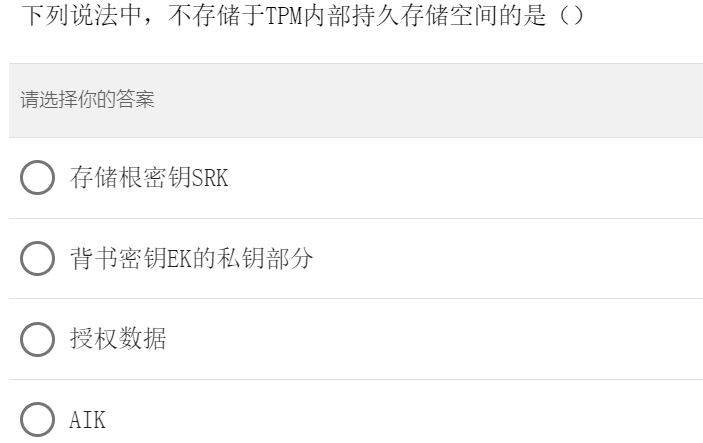 下列说法中，不存储于TPM内部持久存储空间的是（）
请选择你的答案
存储根密钥SRK
背书密钥EK的私钥部分
授权数据
AIK